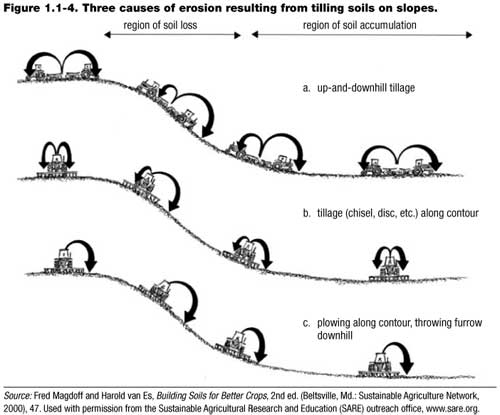 Figure 1.1-4. Three causes of erosion resulting from tilling soils on slopes.
region of soil loss
region of soil accumulation
a. up-and-downhill tillage
b. tillage (chisel, disc, etc.) along contour
c. plowing along contour, throwing furrow
downhill
Source: Fred Magdoff and Harold van Es, Building Soils for Better Crops, 2nd ed. (Beltsville, Md.: Sustainable Agriculture Network,
2000), 47. Used with permission from the Sustainable Agricultural Research and Education (SARE) outreach office, www.sare.org.